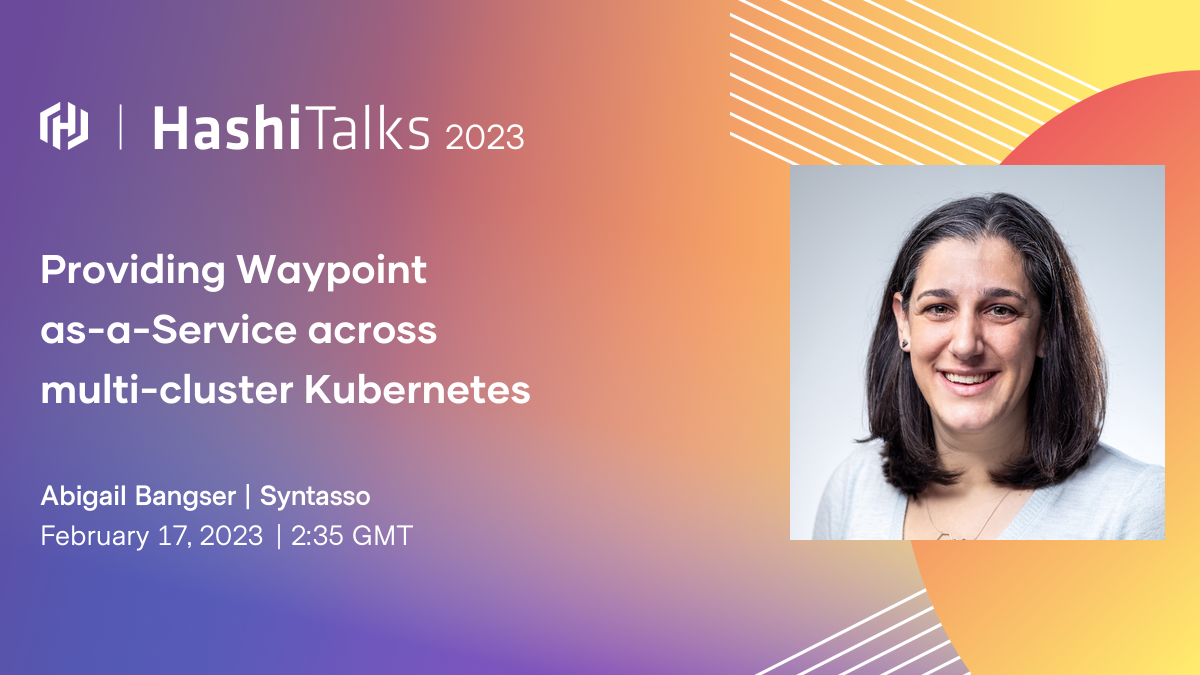 HashiTalks 2023
Providing Waypoint
as-a-Service across
multi-cluster Kubernetes
Abigail Bangser | Syntasso
February 17, 2023 | 2:35 GMT